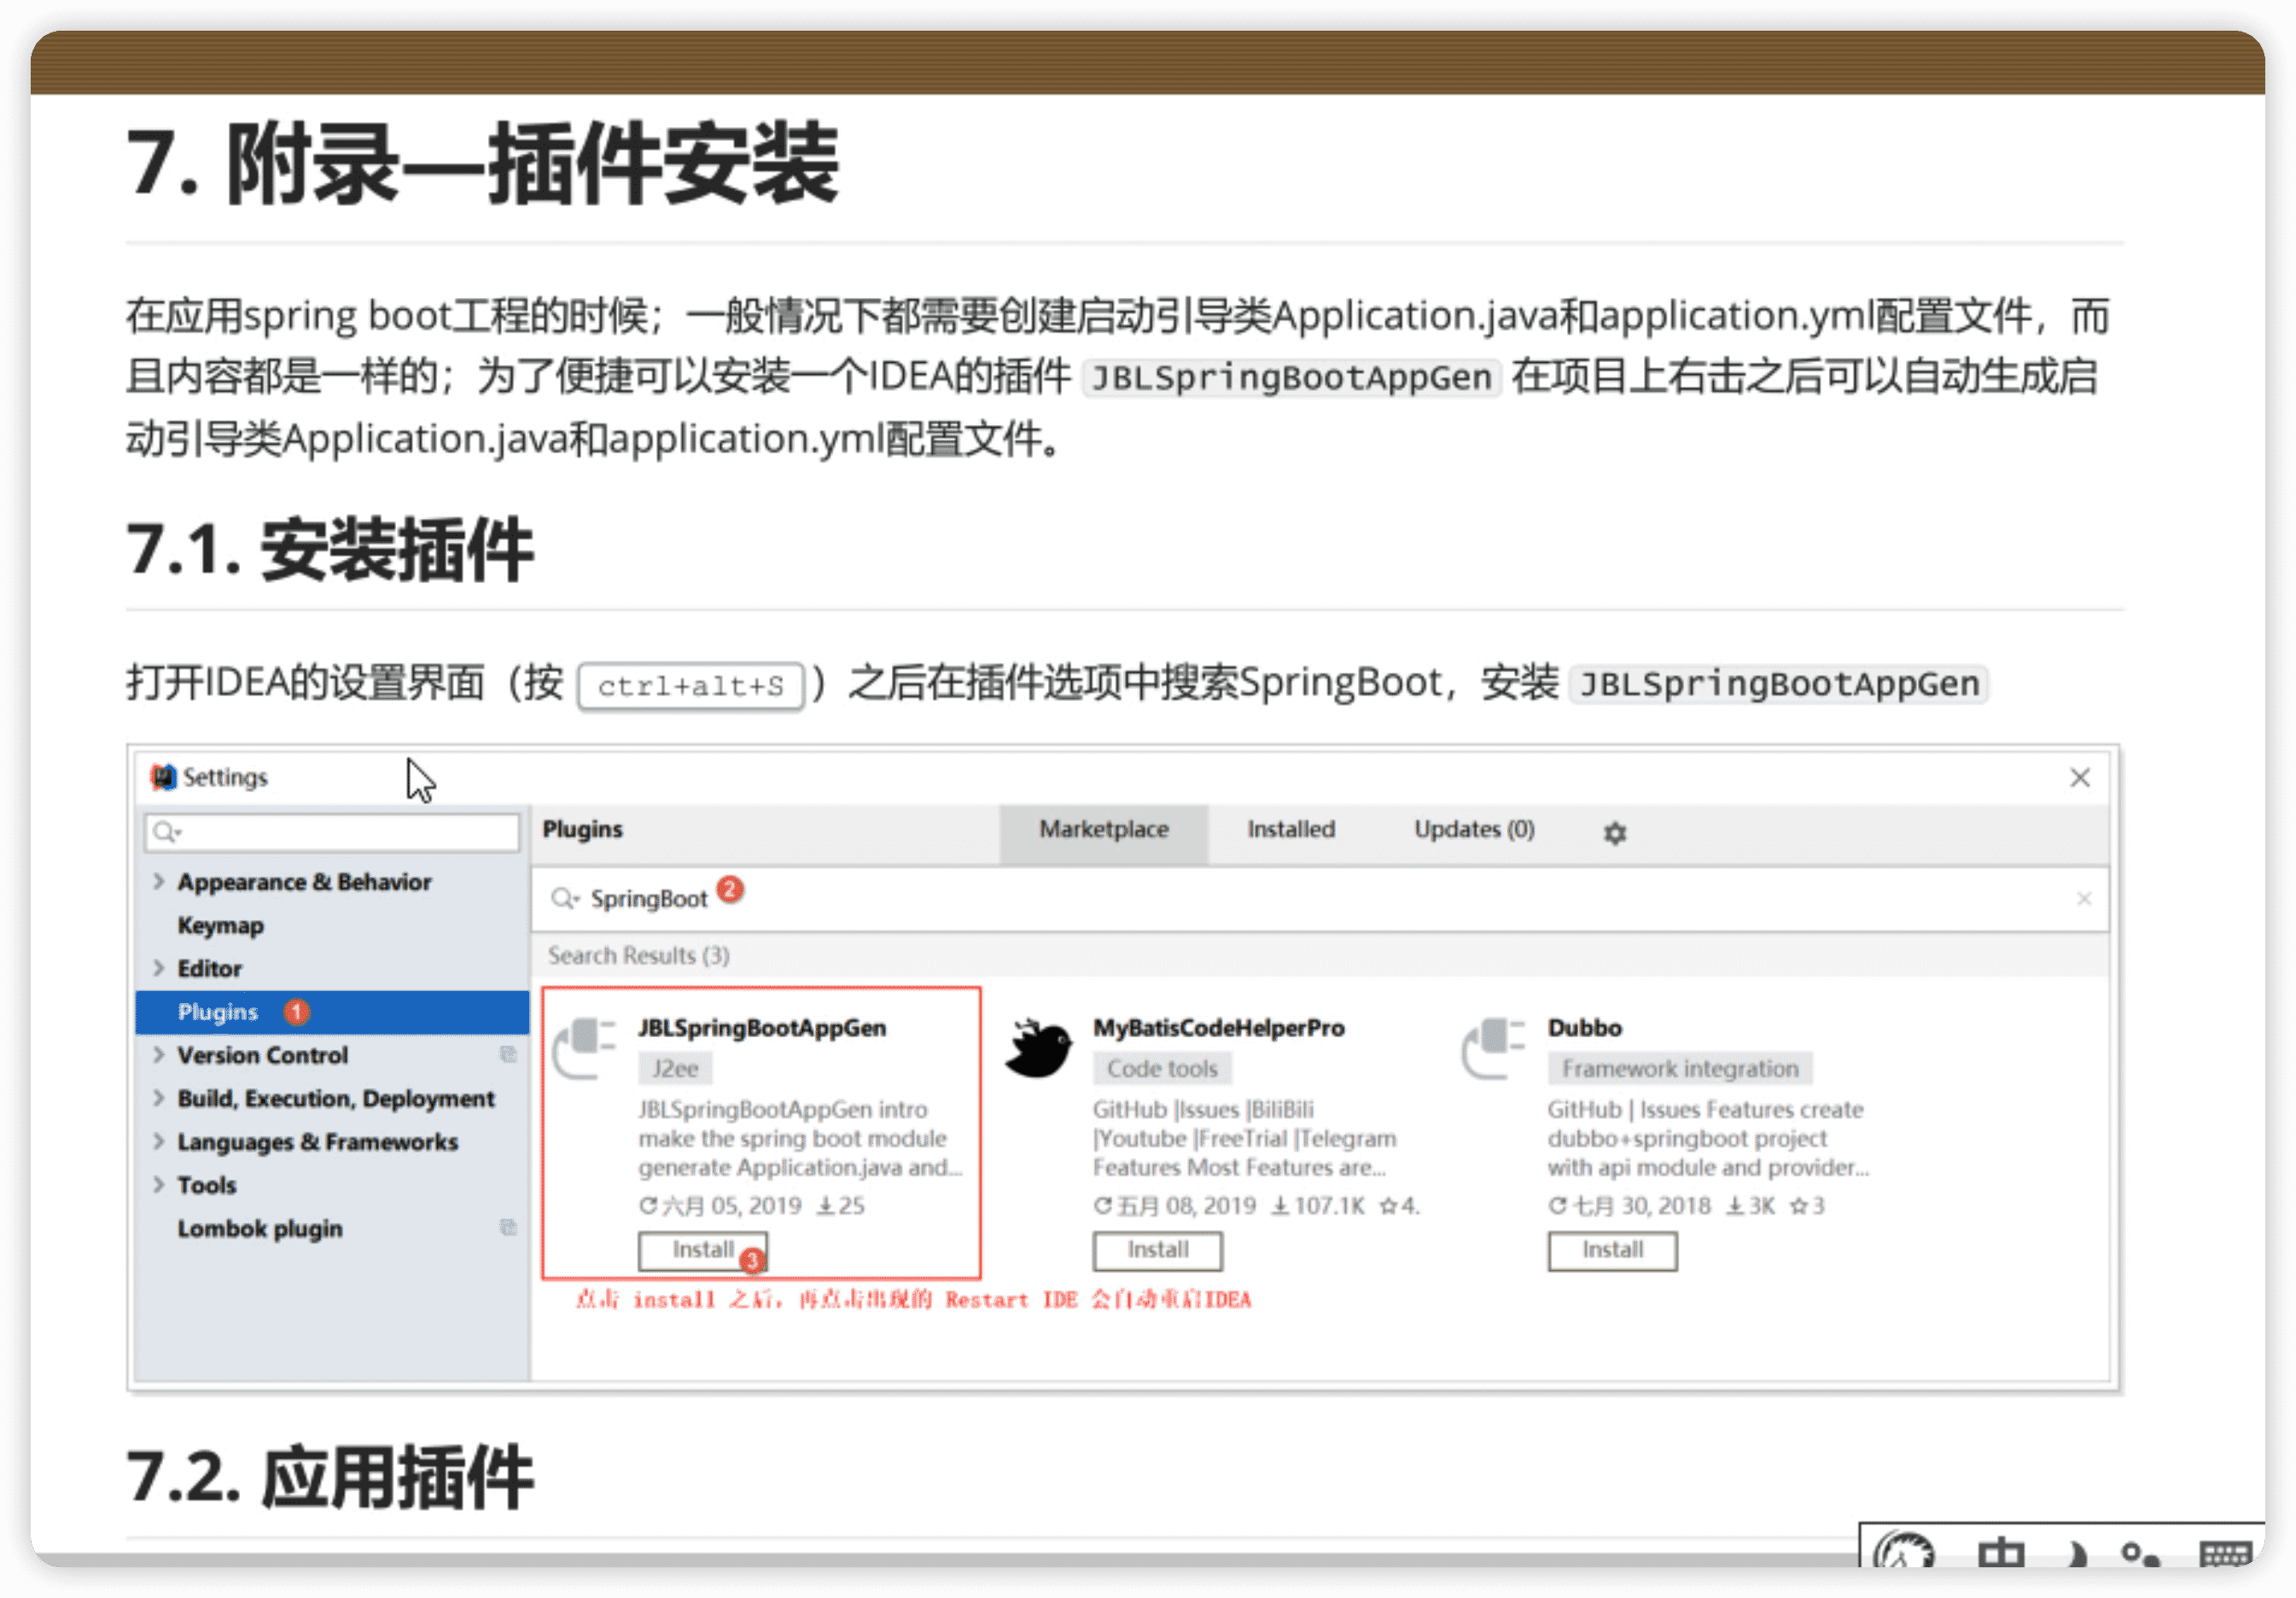 7. 附录—插件安装
在应用spring boot工程的时候；一般情况下都需要创建启动引导类Application.java和application.yml配置文件，而
且内容都是一样的；为了便捷可以安装一个IDEA的插件 JBLSpringBootAppGen 在项目上右击之后可以自动生成启
动引导类Application.java和application.yml配置文件。
7.1. 安装插件
打开IDEA的设置界面（按 ctrl+alt+S ）之后在插件选项中搜索SpringBoot，安装 JBLSpringBootAppGen
Settings
Appearance & Behavior
Keymap
Editor
Plugins 1
Version Control
Build, Execution, Deployment
Languages & Frameworks
Tools
Lombok plugin
Plugins Marketplace Installed Updates (0)
SpringBoot 2
Search Results (3)
JBLSpringBootAppGen
J2ee
JBLSpringBootAppGen intro
make the spring boot module
generate Application.java and...
六月 05, 2019 25
Install 3
MyBatisCodeHelperPro
Code tools
GitHub |Issues |BiliBili
|Youtube |FreeTrial |Telegram
Features Most Features are...
五月 08, 2019 107.1K 4.
Install
Dubbo
Framework integration
GitHub | Issues Features create
dubbo+springboot project
with api module and provider...
七月 30, 2018 3K 3
Install
点击 install 之后，再点击出现的 Restart IDE 会自动重启IDEA
7.2. 应用插件
中